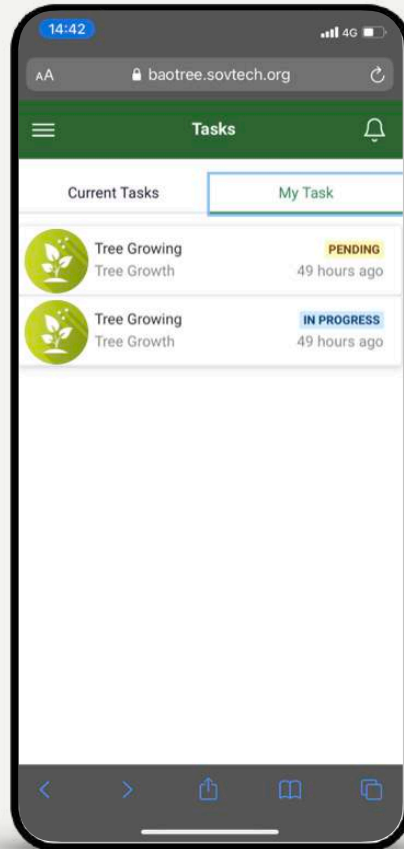 14:42
4G
AA baotree.sovtech.org
Tasks
Current Tasks My Task
Tree Growing PENDING
Tree Growth 49 hours ago
Tree Growing IN PROGRESS
Tree Growth 49 hours ago